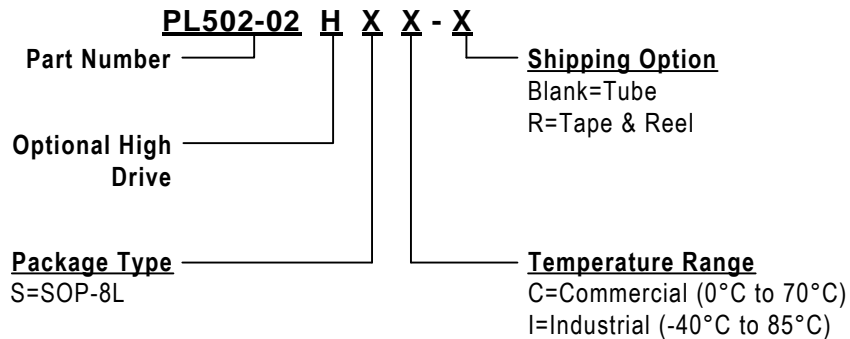 PL502-02 H X X - X
Part Number
Shipping Option
Blank=Tube
R=Tape & Reel
Optional High
Drive
Package Type
S=SOP-8L
Temperature Range
C=Commercial (0°C to 70°C)
I=Industrial (-40°C to 85°C)